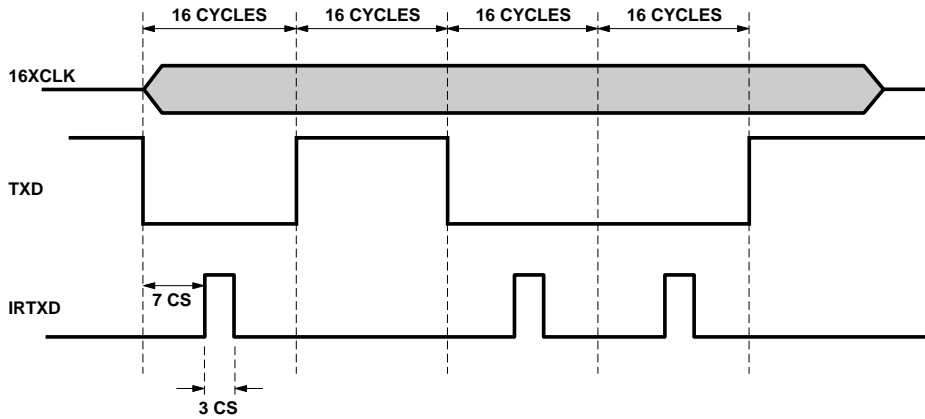 16 CYCLES 16 CYCLES 16 CYCLES 16 CYCLES
16XCLK
TXD
7 CS
IRTXD
3 CS